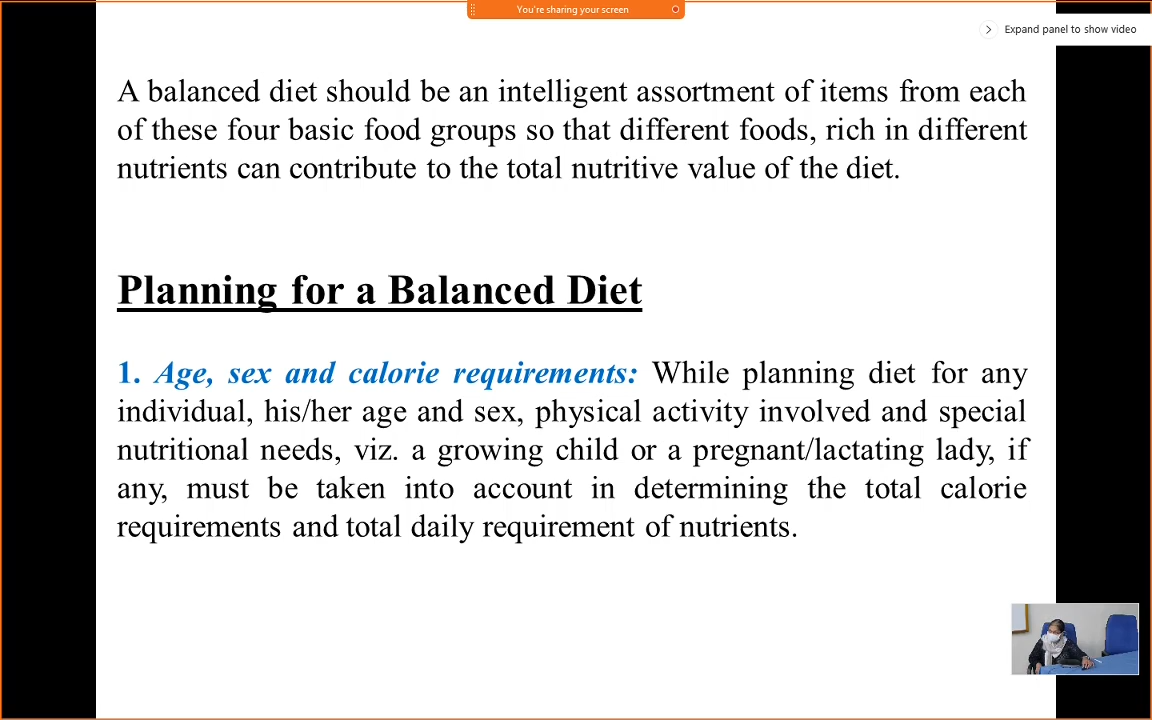 You're sharing your screen
Expand panel to show video
A balanced diet should be an intelligent assortment of items from each
of these four basic food groups so that different foods, rich in different
nutrients can contribute to the total nutritive value of the diet.
Planning for a Balanced Diet
1. Age, sex and calorie requirements: While planning diet for any
individual, his/her age and sex, physical activity involved and special
nutritional needs, viz. a growing child or a pregnant/lactating lady, if
any, must be taken into account in determining the total calorie
requirements and total daily requirement of nutrients.